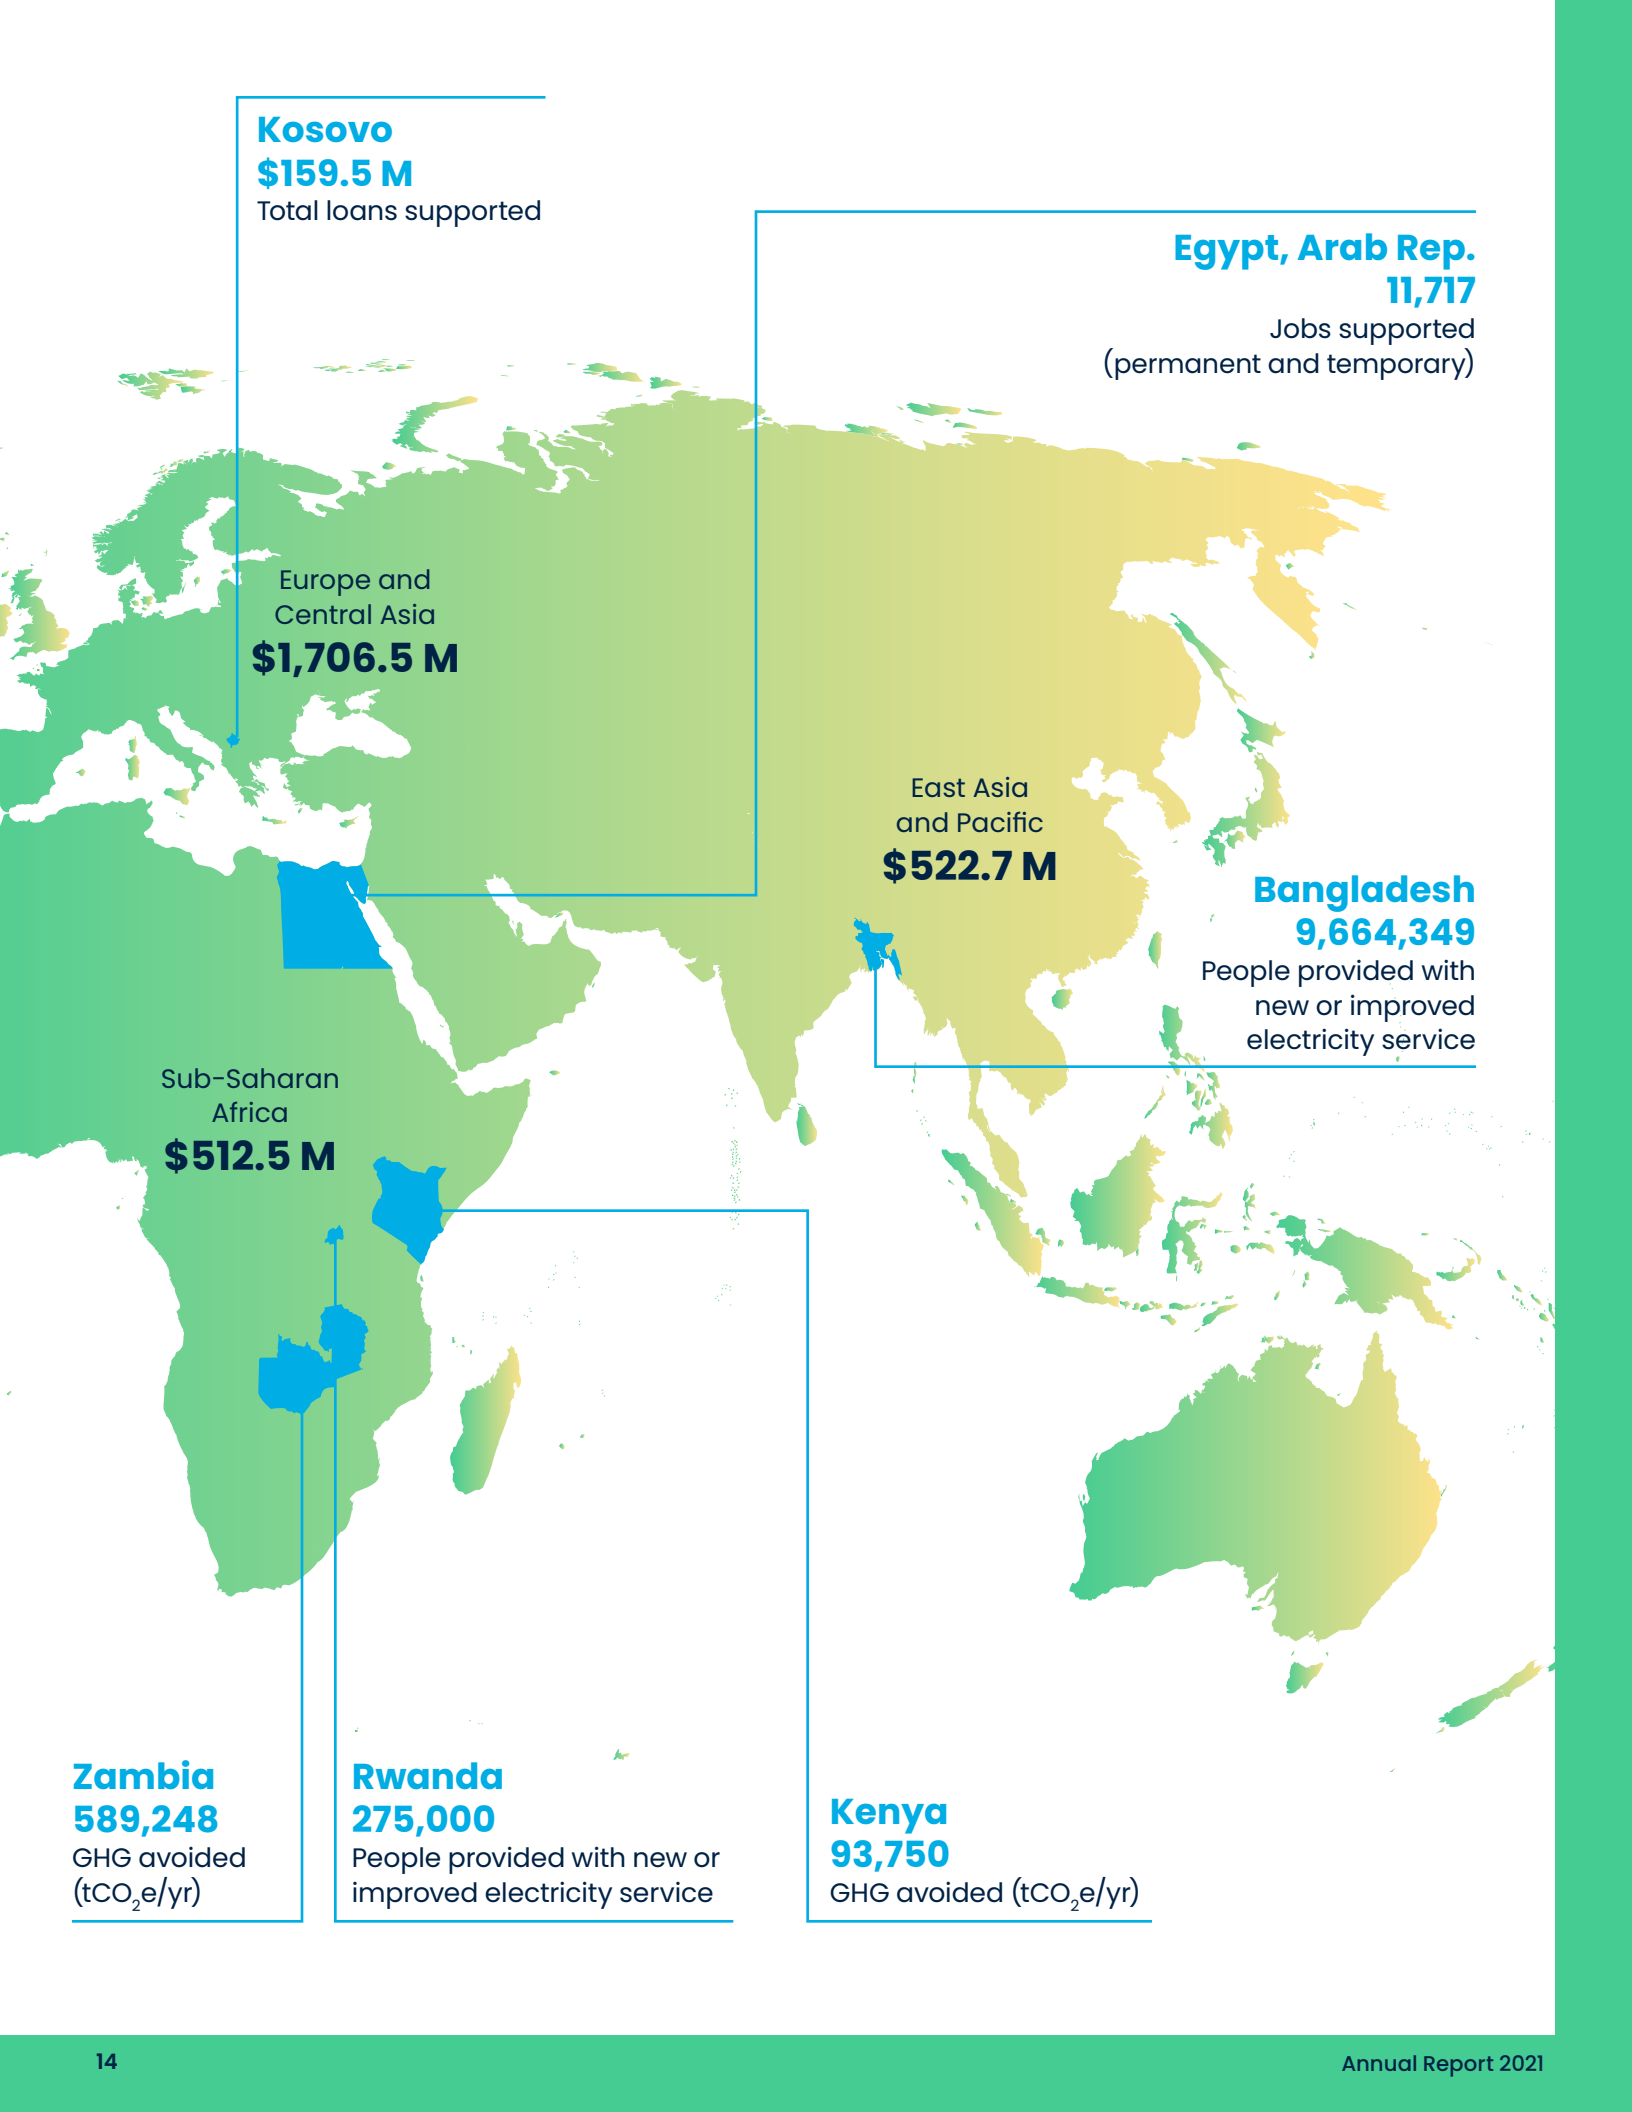 Kosovo
$159.5 M
Total loans supported
Egypt, Arab Rep.
11,717
Jobs supported
(permanent and temporary)
Europe and
Central Asia
$1,706.5 M
East Asia
and Pacific
$522.7 M
Bangladesh
9,664,349
People provided with
new or improved
electricity service
Sub-Saharan
Africa
$512.5 M
Zambia
589,248
GHG avoided
(tCO₂e/yr)
Rwanda
275,000
People provided with new or
improved electricity service
Kenya
93,750
GHG avoided (tCO₂e/yr)
14
Annual Report 2021